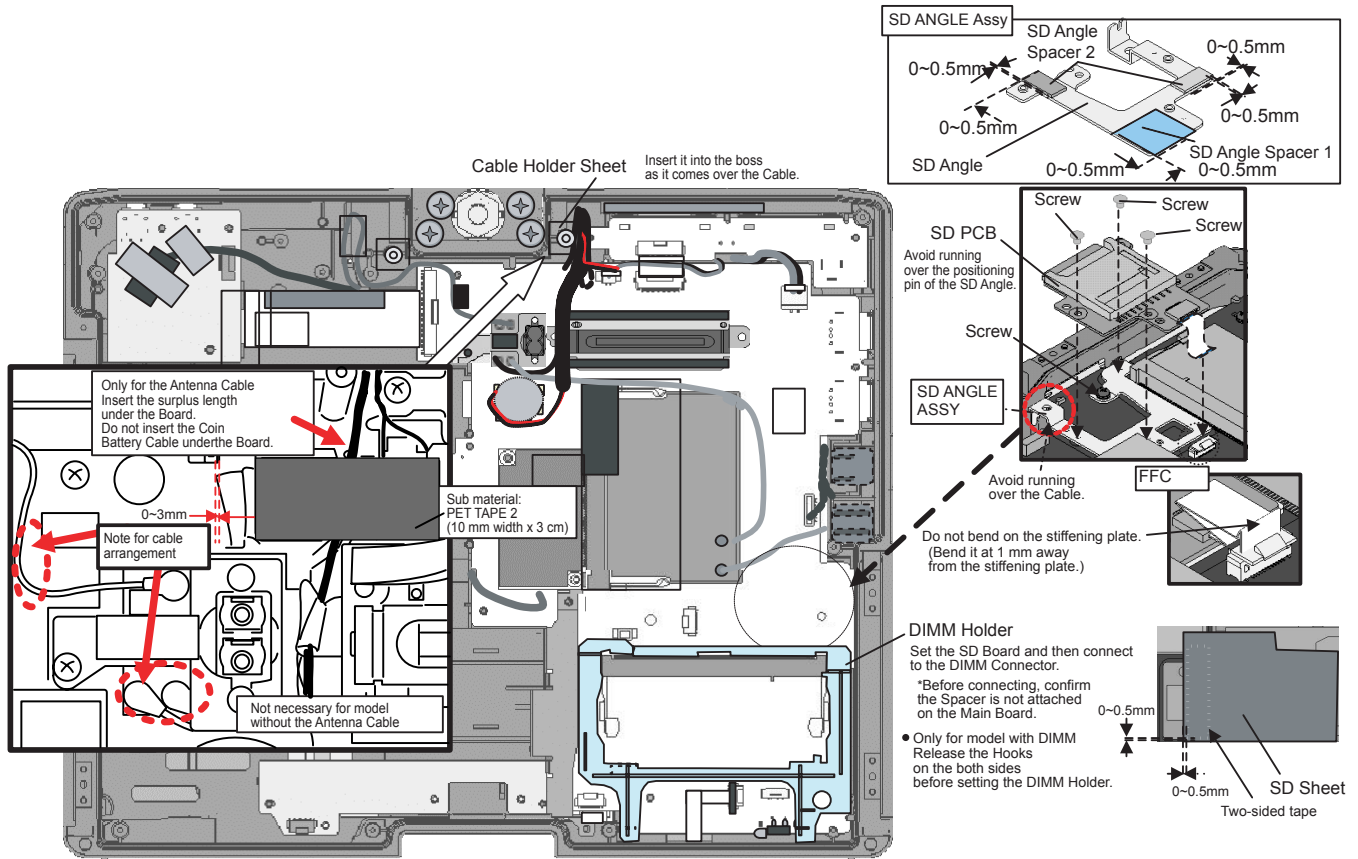 SD ANGLE Assy
SD Angle
Spacer 2
0~0.5mm
0~0.5mm
0~0.5mm
0~0.5mm
SD Angle
SD Angle Spacer 1
0~0.5mm
0~0.5mm
Cable Holder Sheet
Insert it into the boss
as it comes over the Cable.
Screw
Screw
Screw
SD PCB
Avoid running
over the positioning
pin of the SD Angle.
Screw
SD ANGLE
ASSY
Avoid running
over the Cable.
FFC
Do not bend on the stiffening plate.
(Bend it at 1 mm away
from the stiffening plate.)
Only for the Antenna Cable
Insert the surplus length
under the Board.
Do not insert the Coin
Battery Cable underthe Board.
0~3mm
Sub material:
PET TAPE 2
(10 mm width x 3 cm)
Note for cable
arrangement
Not necessary for model
without the Antenna Cable
DIMM Holder
Set the SD Board and then connect
to the DIMM Connector.
*Before connecting, confirm
the Spacer is not attached
on the Main Board.
● Only for model with DIMM
Release the Hooks
on the both sides
before setting the DIMM Holder.
0~0.5mm
0~0.5mm
SD Sheet
Two-sided tape